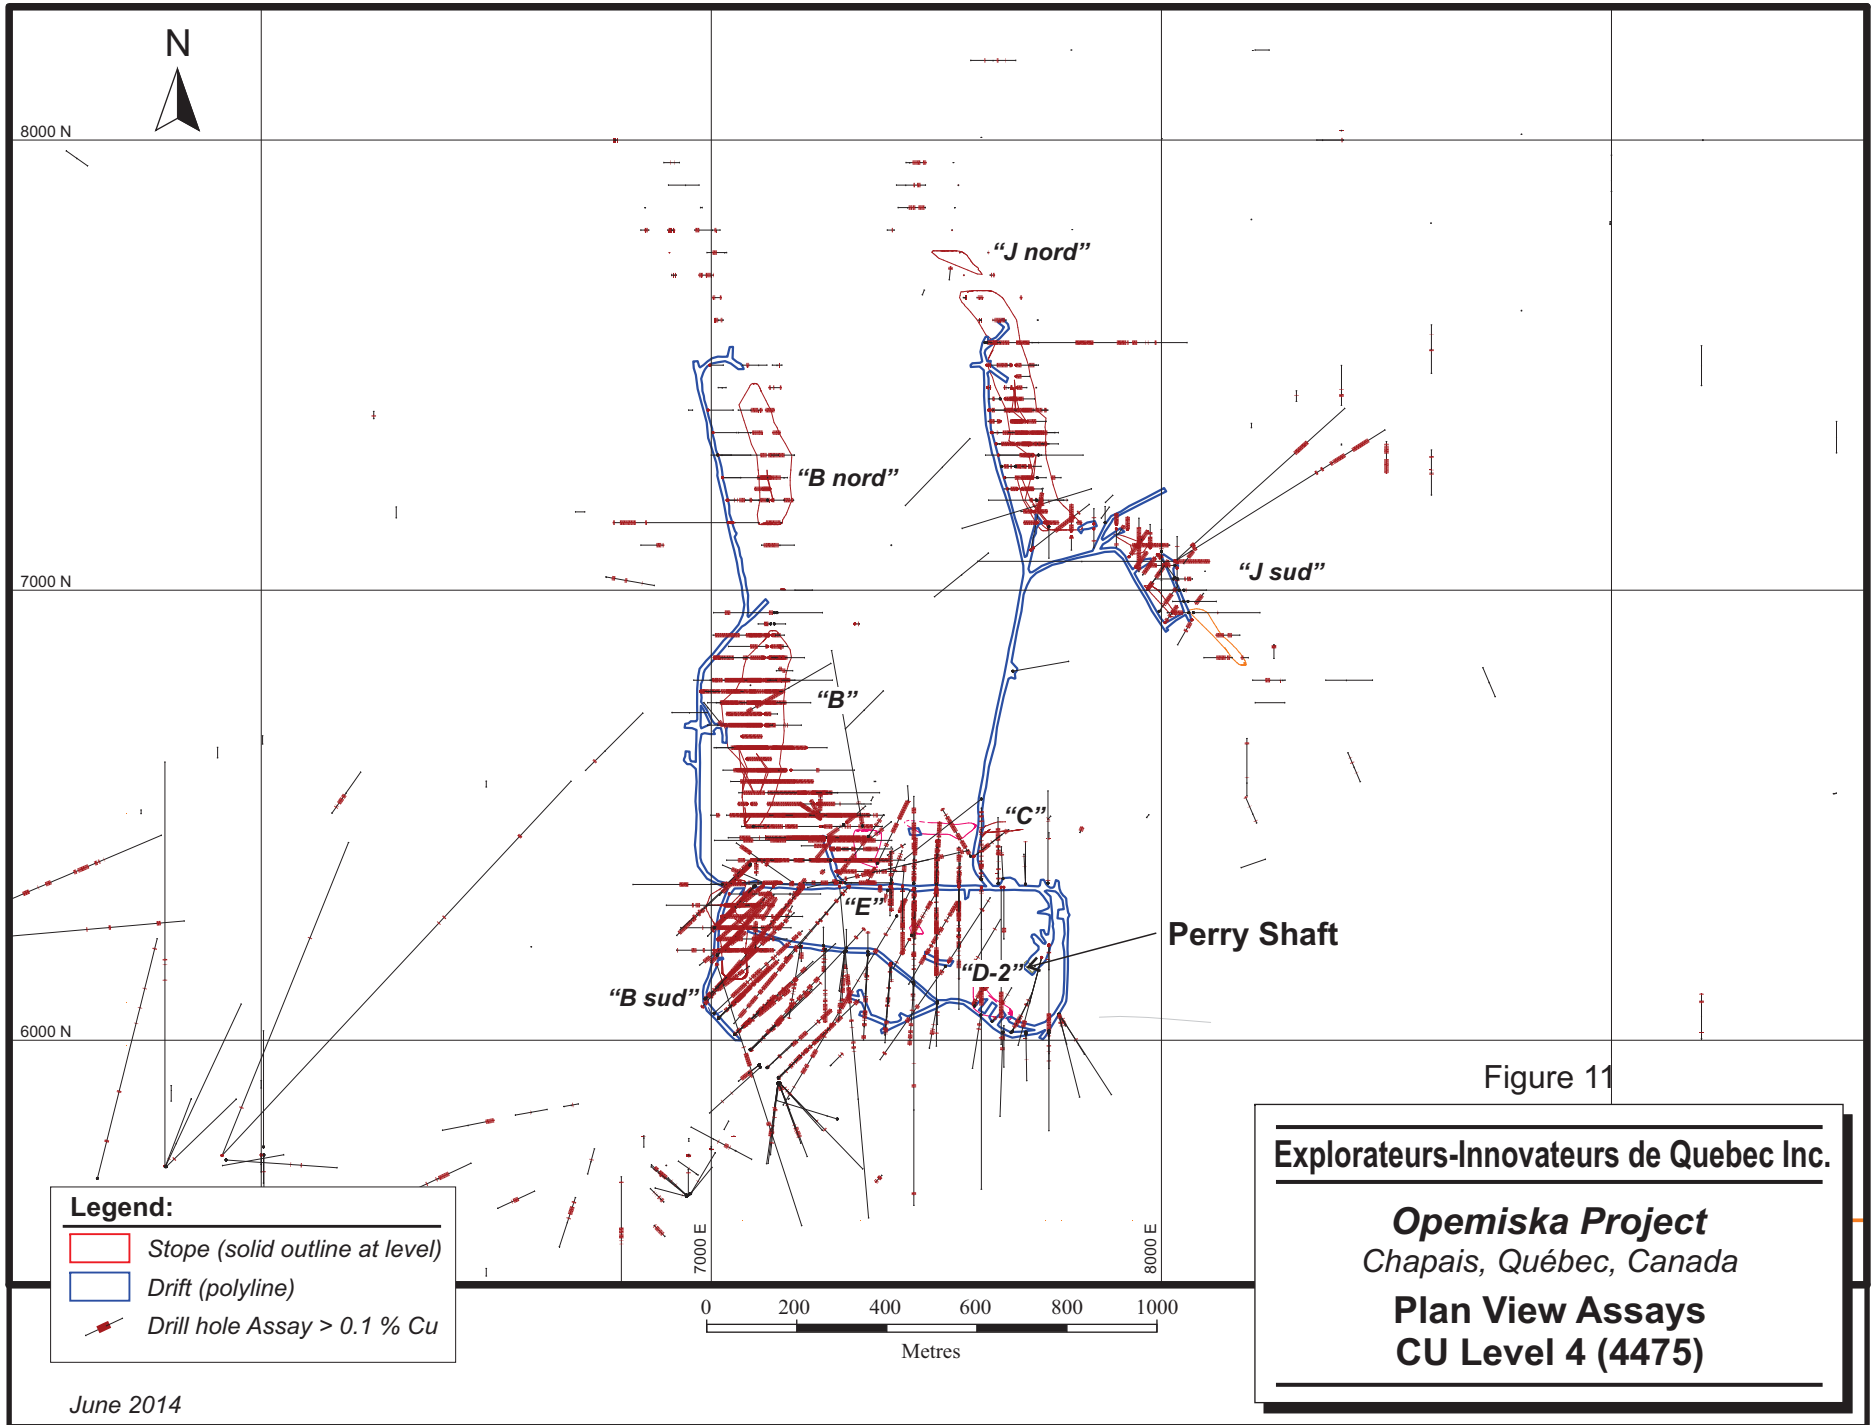 N
8000 N
“J nord”
“B nord”
“J sud”
7000 N
“B”
“C”
“E”
Perry Shaft
“D-2”
“B sud”
6000 N
Figure 11
7000 E
8000 E
Legend:
Stope (solid outline at level)
Drift (polyline)
Drill hole Assay > 0.1 % Cu
June 2014
0 200 400 600 800 1000
Metres
Explorateurs-Innovateurs de Quebec Inc.
Opemiska Project
Chapais, Québec, Canada
Plan View Assays
CU Level 4 (4475)